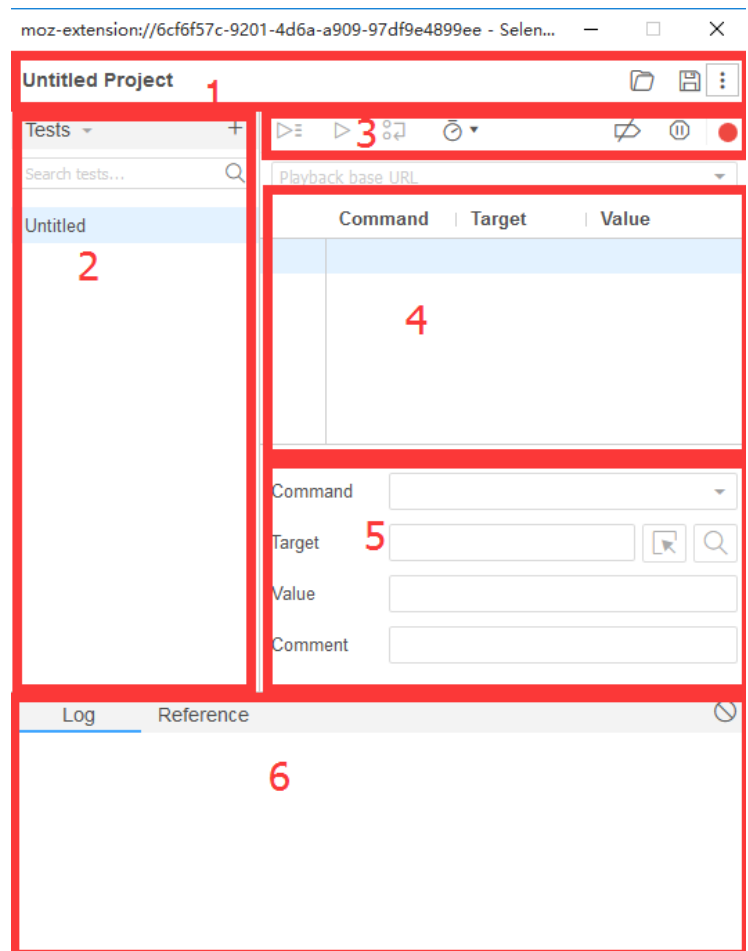 moz-extension://6cf6f57c-9201-4d6a-a909-97df9e4899ee - Selen...
Untitled Project
1
Tests
3
Search tests...
Playback base URL
Command Target Value
Untitled
2
4
Command
Target
5
Value
Comment
Log Reference
6